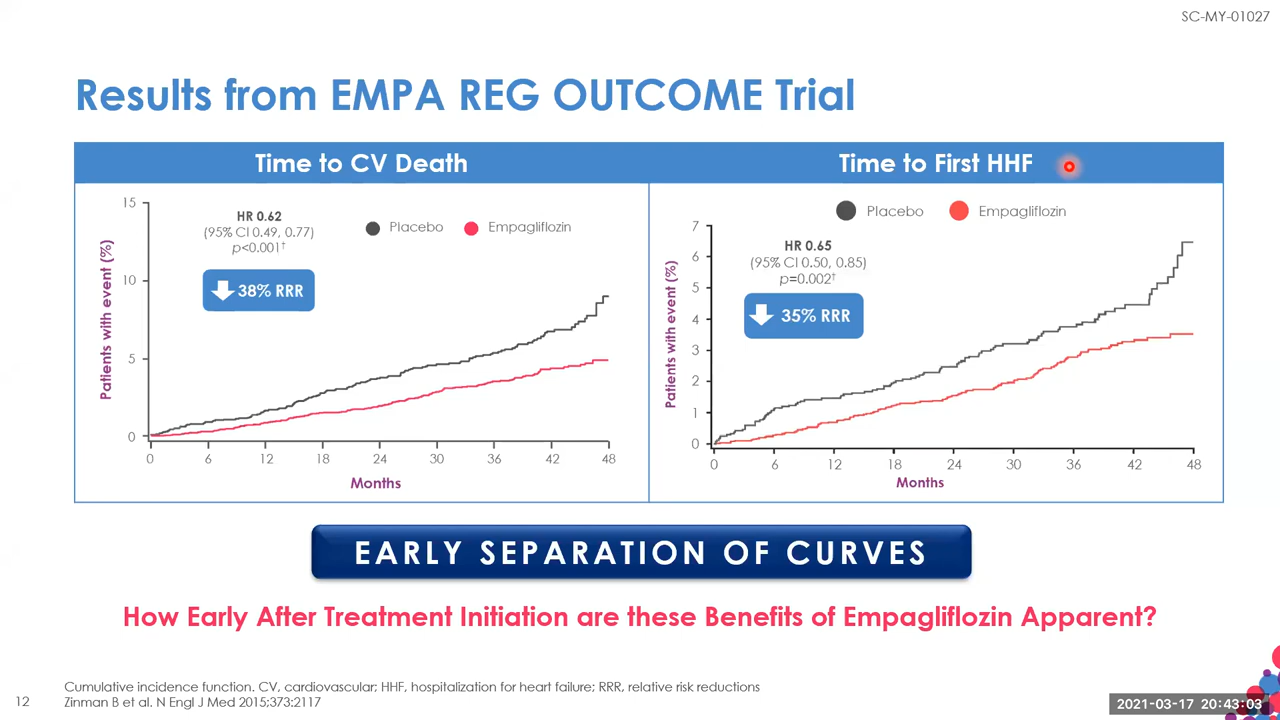 SC-MY-01027
Results from EMPA REG OUTCOME Trial
Time to CV Death
Time to First HHF
HR 0.62
(95% CI 0.49, 0.77)
p<0.001†
38% RRR
Placebo
Empagliflozin
Patients with event (%)
15
10
5
0
0 6 12 18 24 30 36 42 48
Months
Placebo
Empagliflozin
HR 0.65
(95% CI 0.50, 0.85)
p=0.002†
35% RRR
Patients with event (%)
7
6
5
4
3
2
1
0
0 6 12 18 24 30 36 42 48
Months
EARLY SEPARATION OF CURVES
How Early After Treatment Initiation are these Benefits of Empagliflozin Apparent?
Cumulative incidence function. CV, cardiovascular; HHF, hospitalization for heart failure; RRR, relative risk reductions
12
Zinman B et al. N Engl J Med 2015;373:2117
2021-03-17 20:43:03